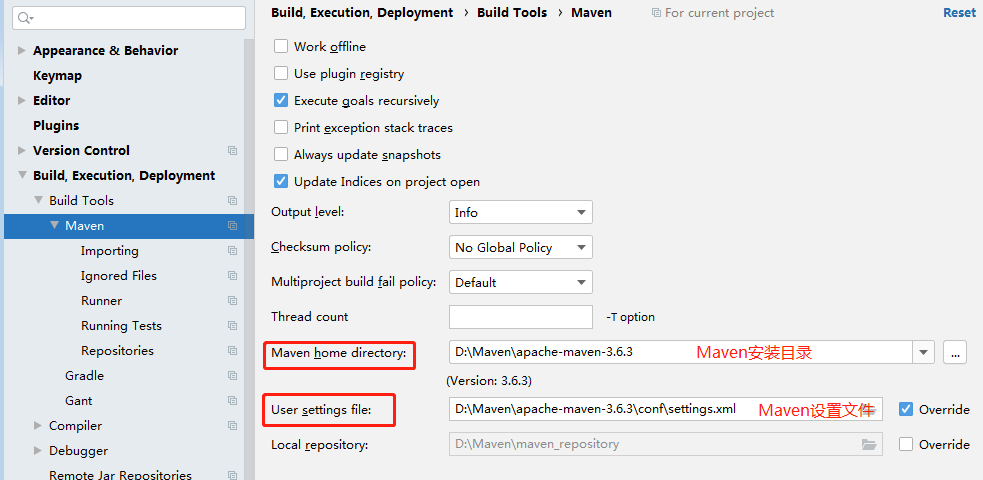 Build, Execution, Deployment › Build Tools › Maven For current project Reset
Appearance & Behavior
Keymap
Editor
Plugins
Version Control
Build, Execution, Deployment
Build Tools
Maven
Importing
Ignored Files
Runner
Running Tests
Repositories
Gradle
Gant
Compiler
Debugger
Remote Jar Repositories
Work offline
Use plugin registry
Execute goals recursively
Print exception stack traces
Always update snapshots
Update Indices on project open
Output level: Info
Checksum policy: No Global Policy
Multiproject build fail policy: Default
Thread count -T option
Maven home directory: D:\Maven\apache-maven-3.6.3 Maven安装目录 ...
(Version: 3.6.3)
User settings file: D:\Maven\apache-maven-3.6.3\conf\settings.xml Maven设置文件 Override
Local repository: D:\Maven\maven_repository Override